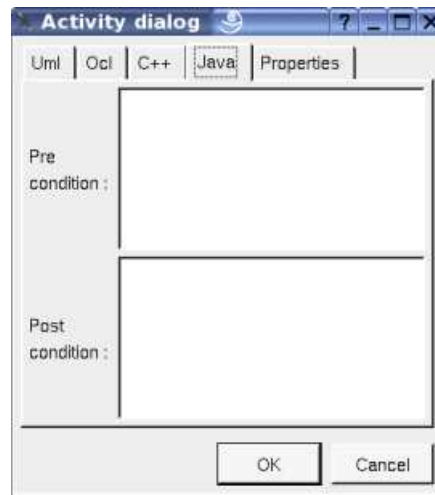 Activity dialog ?
Uml Ocl C++ Java Properties
Pre
condition :
Post
condition :
OK Cancel